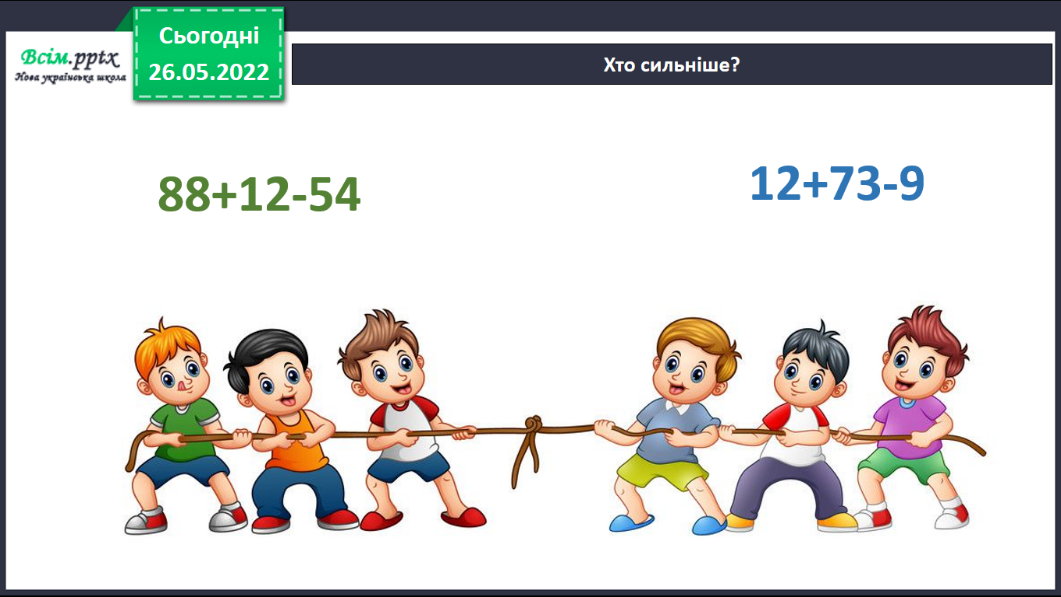 Всім.pptx
Нова українська школа
Сьогодні
26.05.2022
Хто сильніше?
88+12-54
12+73-9